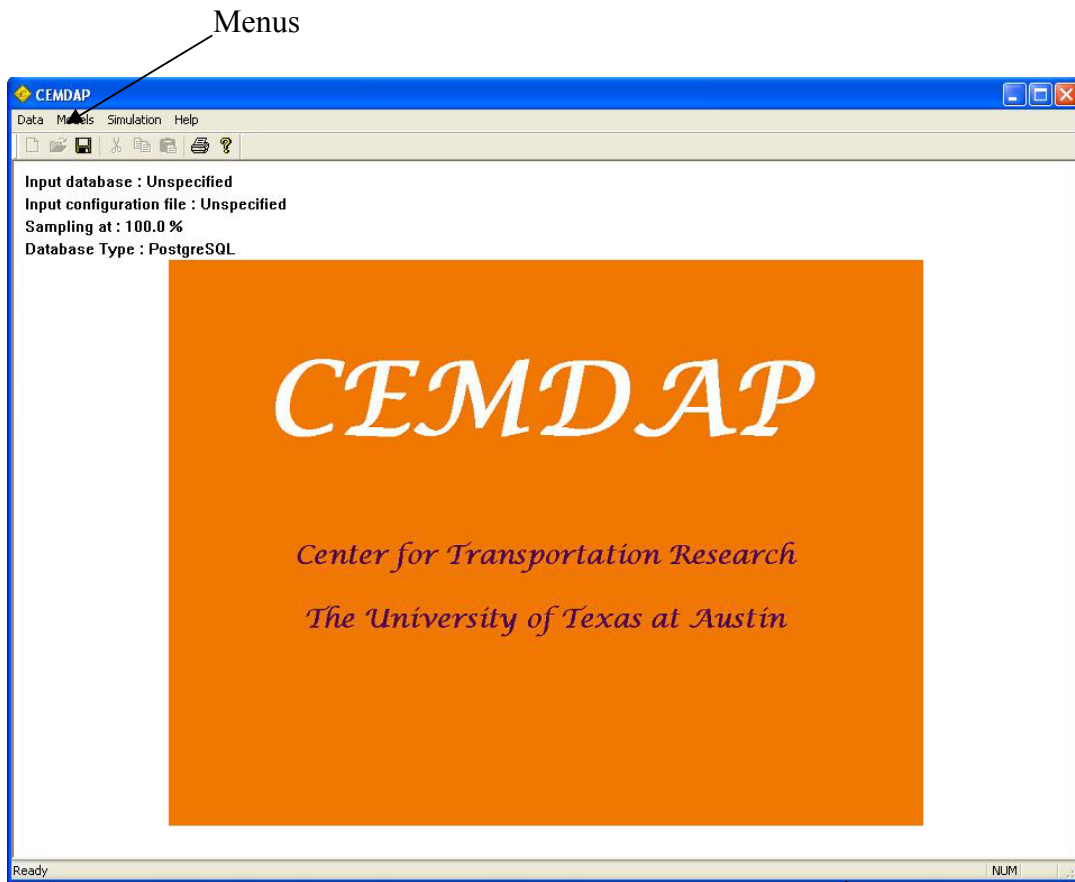 Menus
CEMDAP
Data Models Simulation Help
Input database : Unspecified
Input configuration file : Unspecified
Sampling at : 100.0 %
Database Type : PostgreSQL
CEMDAP
Center for Transportation Research
The University of Texas at Austin
Ready NUM